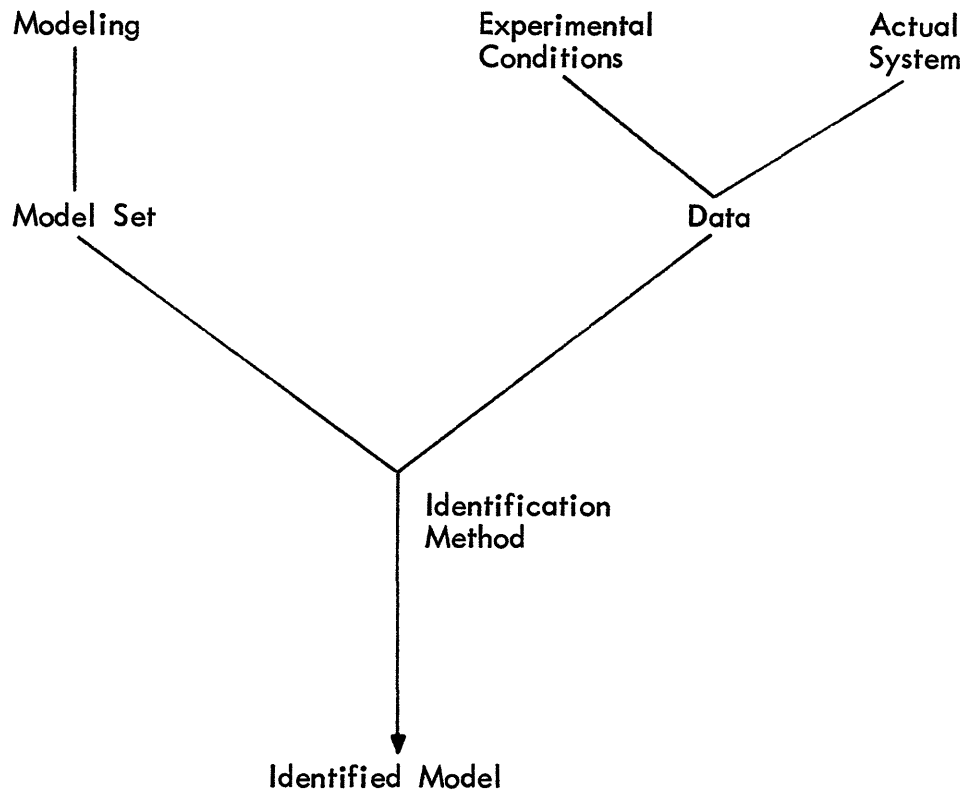 Modeling
Experimental
Conditions
Actual
System
Model Set
Data
Identification
Method
Identified Model